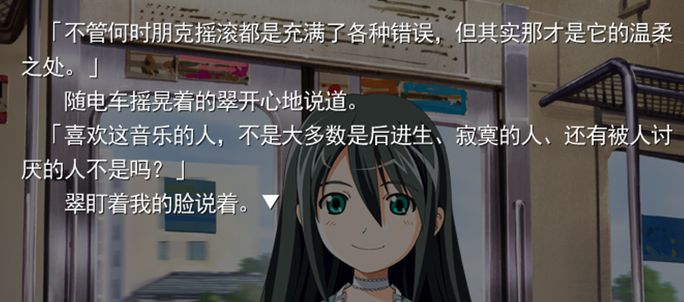 「不管何时朋克摇滚都是充满了各种错误，但其实那才是它的温柔
之处。」
随电车摇晃着的翠开心地说道。
「喜欢这音乐的人，不是大多数是后进生、寂寞的人、还有被人讨
厌的人不是吗？」
翠盯着我的脸说着。▼